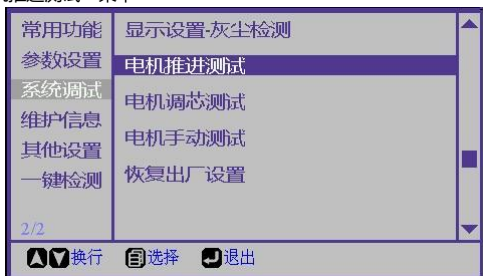 常用功能
参数设置
系统调试
维护信息
其他设置
一键检测
2/2
显示设置-灰尘检测
电机推进测试
电机调芯测试
电机手动测试
恢复出厂设置
换行 选择 退出